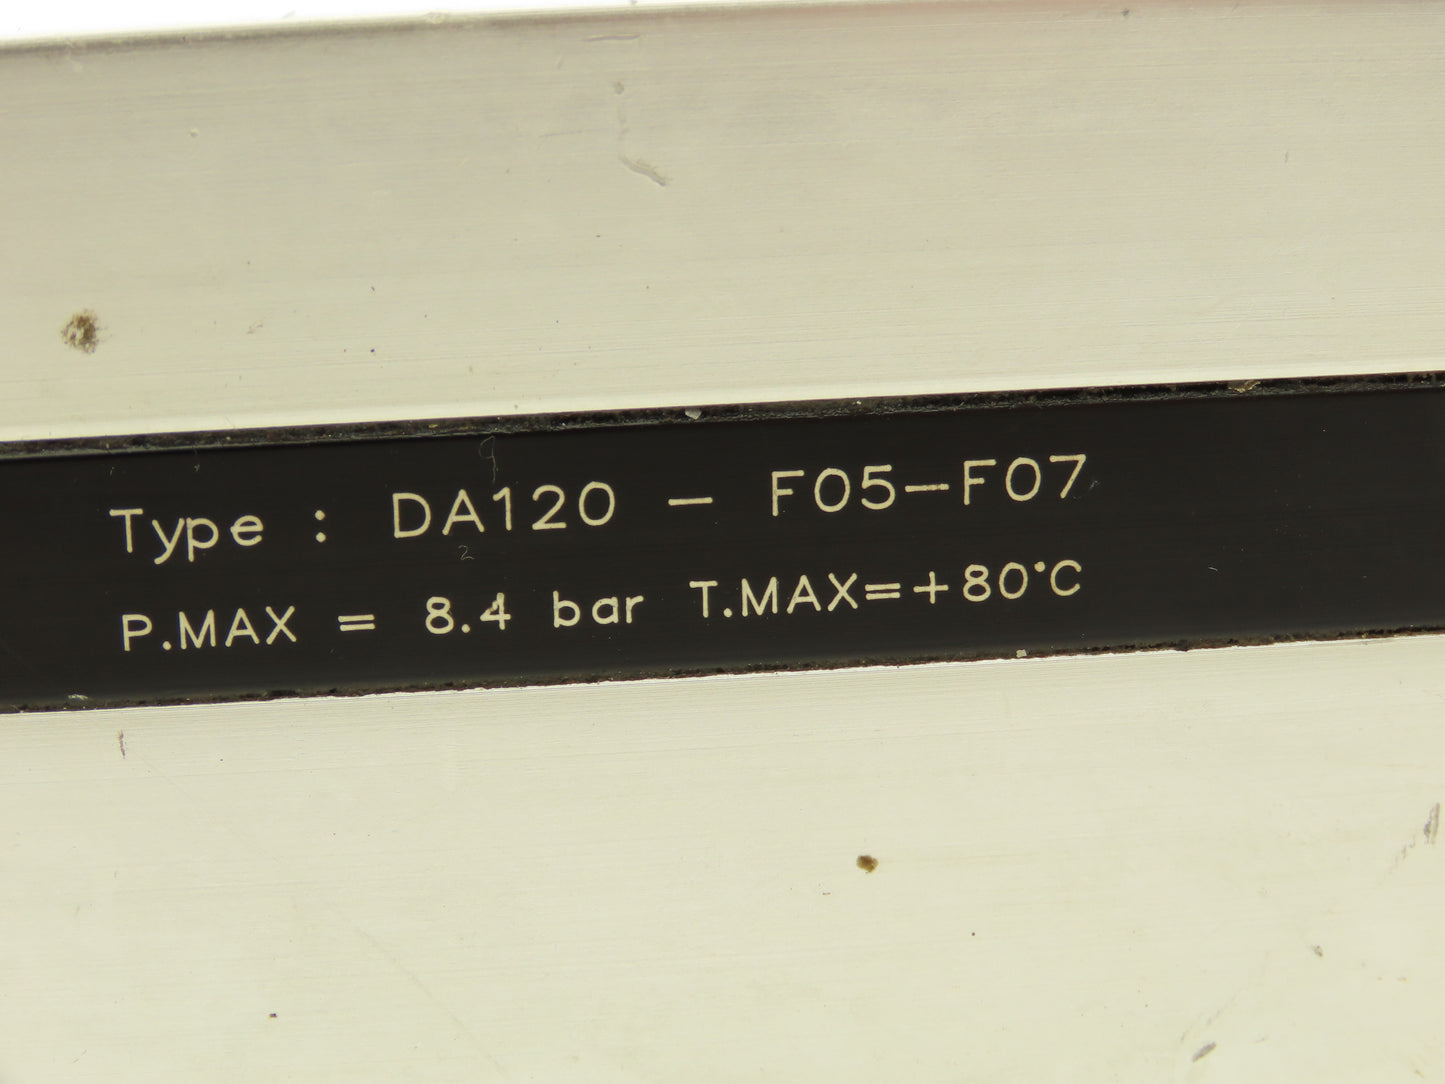 Type : DA120 - F05-F07
P.MAX = 8.4 bar T.MAX=+80°C